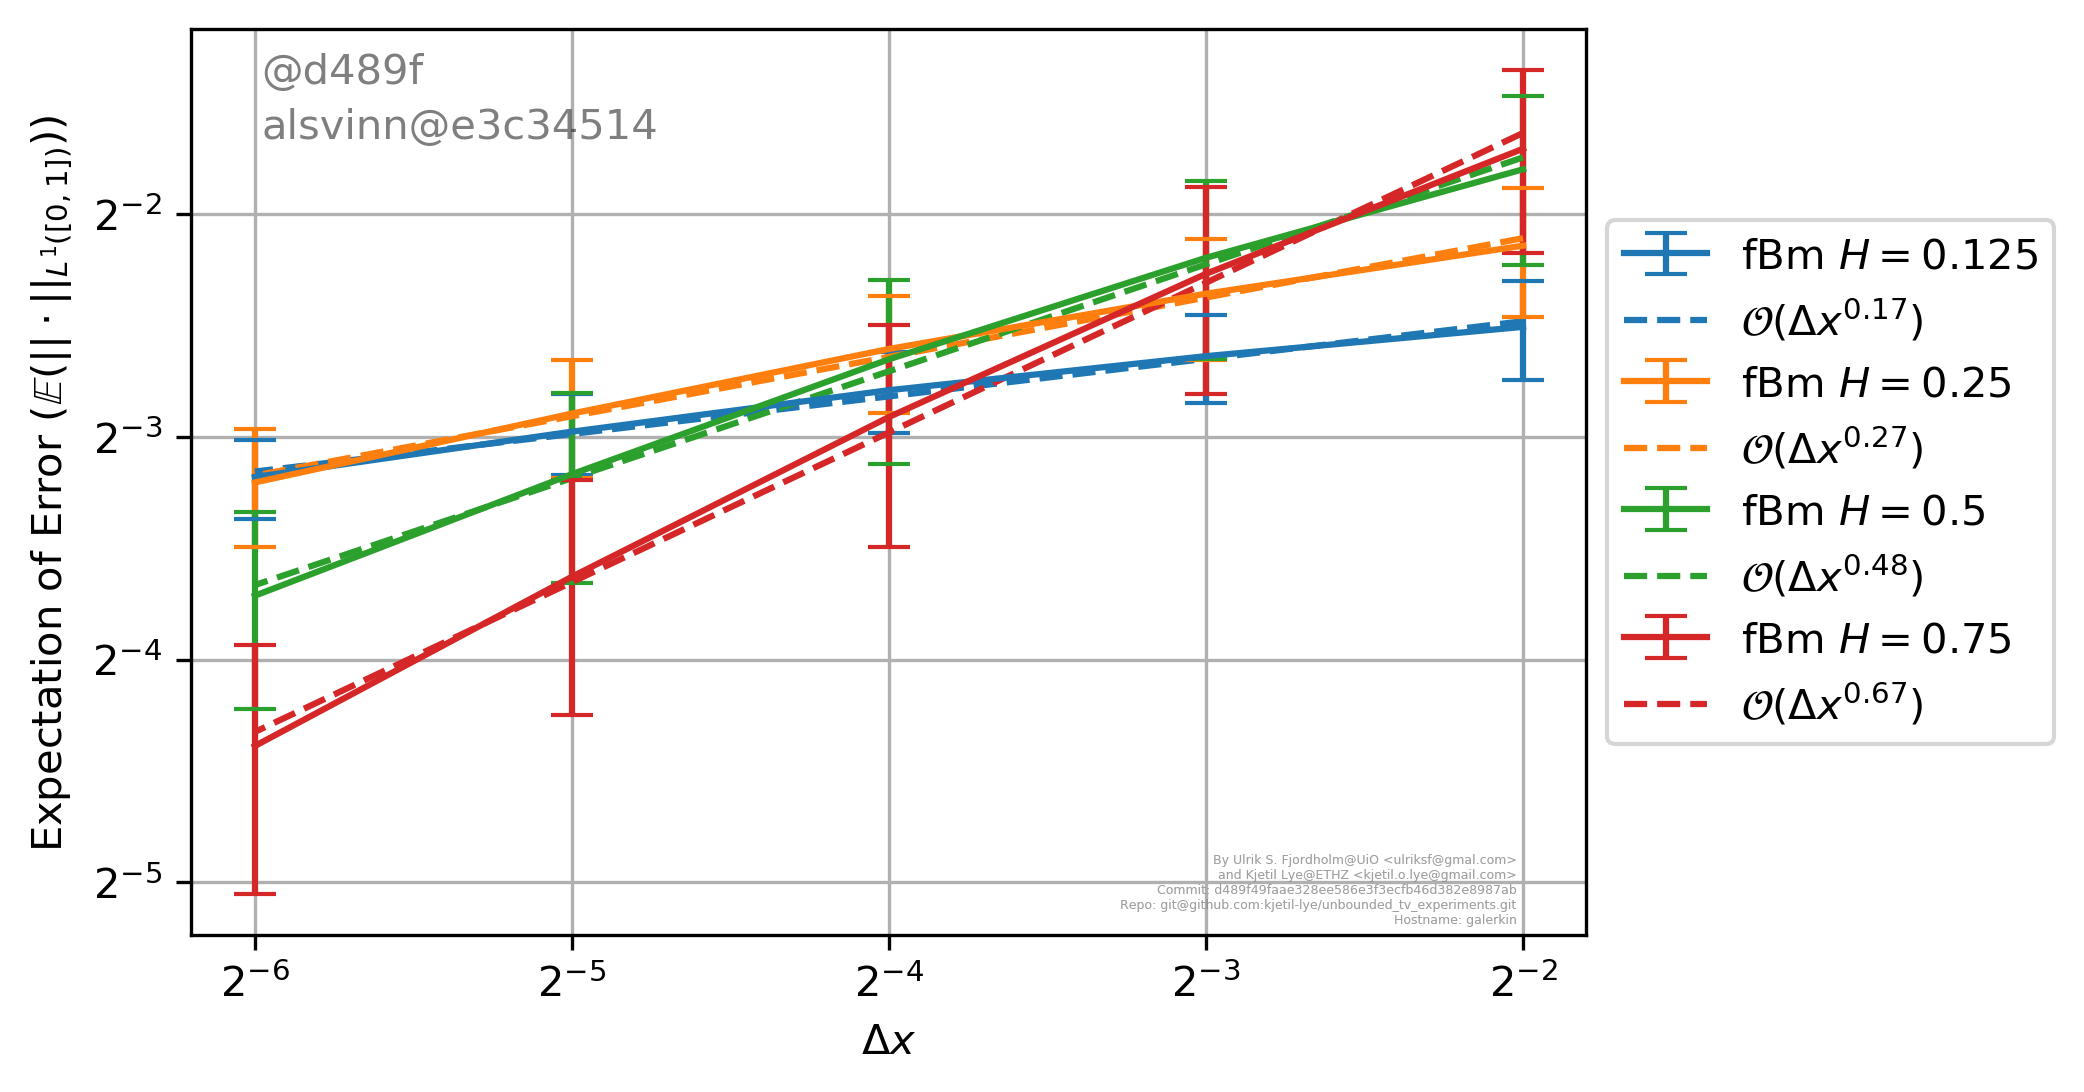 @d489f
alsvinn@e3c34514
Expectation of Error (𝔼(|| · ||_{L^1([0,1])}))
2^{-2}
2^{-3}
2^{-4}
2^{-5}
2^{-6}
2^{-5}
2^{-4}
2^{-3}
2^{-2}
Δx
fBm H = 0.125
𝒪(Δx^{0.17})
fBm H = 0.25
𝒪(Δx^{0.27})
fBm H = 0.5
𝒪(Δx^{0.48})
fBm H = 0.75
𝒪(Δx^{0.67})
By Ulrik S. Fjordholm@UiO <ulriksf@gmal.com>
and Kjetil Lye@ETHZ <kjetil.o.lye@gmail.com>
Commit: d489f49faae328ee586e3f3ecfb46d382e8987ab
Repo: git@github.com:kjetil-lye/unbounded_tv_experiments.git
Hostname: galerkin